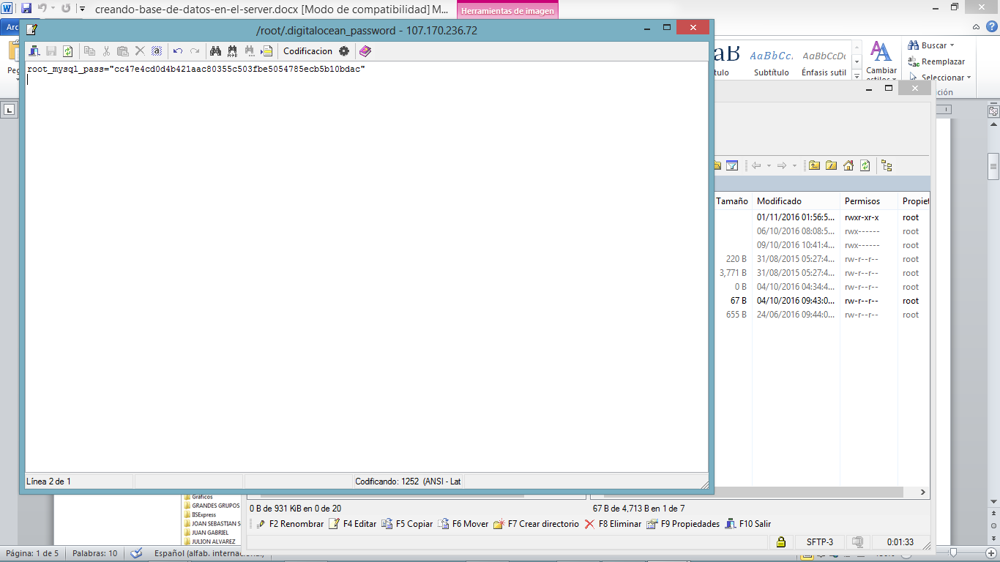 creando-base-de-datos-en-el-server.docx [Modo de compatibilidad] M...
Herramientas de imagen
/root/.digitalocean_password - 107.170.236.72
Codificacion
root_mysql_pass="cc47e4cd0d4b421aac80355c503fbe5054785ecb5b10bdac"
AaBbCc.
AaBbCcDc
Subtítulo
Énfasis sutil
Cambiar
Buscar
Reemplazar
Seleccionar
Tamaño Modificado Permisos Propiet
01/11/2016 01:56:5... rwxr-xr-x root
06/10/2016 08:08:5... rwx------ root
09/10/2016 10:41:4... rwx------ root
220 B 31/08/2015 05:27:4... rw-r--r-- root
3,771 B 31/08/2015 05:27:4... rw-r--r-- root
0 B 04/10/2016 04:34:4... rw-r--r-- root
67 B 04/10/2016 09:43:0... rw-r--r-- root
655 B 24/06/2016 09:44:0... rw-r--r-- root
Línea 2 de 1
Codificando: 1252 (ANSI - Lat
Gráficos
GRANDES GRUPOS
IISExpress
JOAN SEBASTIAN S
JUAN GABRIEL
JULION ALVAREZ
0 B de 931 KiB en 0 de 20
67 B de 4,713 B en 1 de 7
F2 Renombrar F4 Editar F5 Copiar F6 Mover F7 Crear directorio F8 Eliminar F9 Propiedades F10 Salir
SFTP-3
0:01:33
Página: 1 de 5
Palabras: 10
Español (alfab. internacional)